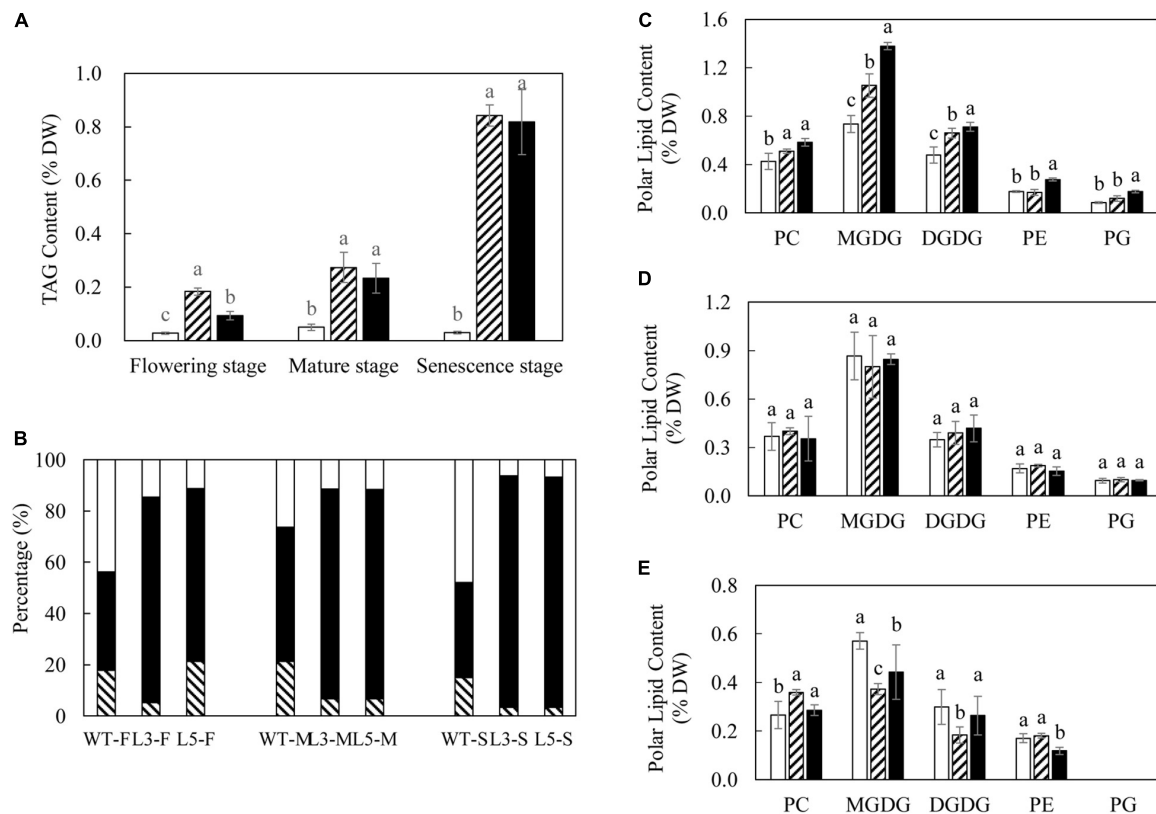 A
TAG Content (% DW)
1.0
0.8
0.6
0.4
0.2
0.0
c a b
b a a
b a a
Flowering stage Mature stage Senescence stage
B
Percentage (%)
100
80
60
40
20
0
WT-F L3-F L5-F WT-M L3-M L5-M WT-S L3-S L5-S
C
Polar Lipid Content
(% DW)
1.6
1.2
0.8
0.4
0.0
b a a
c b a
c b a
b b a
b b a
PC MGDG DGDG PE PG
D
Polar Lipid Content
(% DW)
1.2
0.9
0.6
0.3
0.0
a a a
a a a
a a a
a a a
a a a
PC MGDG DGDG PE PG
E
Polar Lipid Content
(% DW)
0.8
0.6
0.4
0.2
0.0
b a a
a c b
a b a
a a b
PC MGDG DGDG PE PG